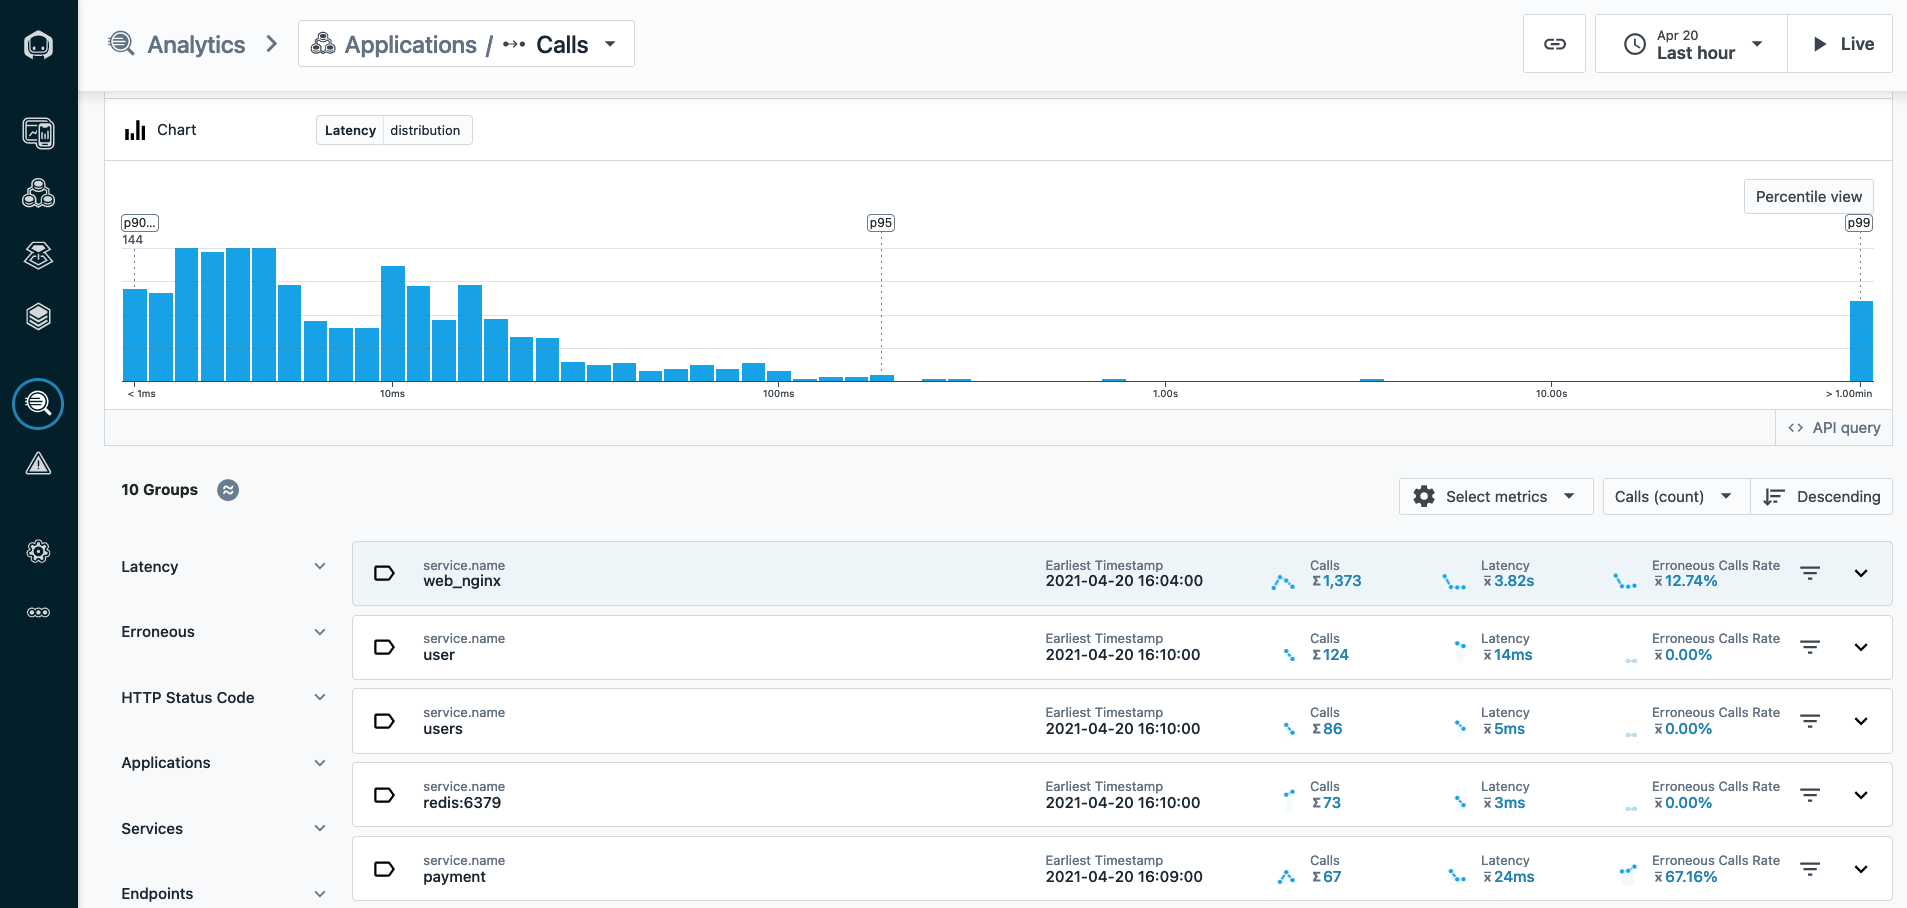 Analytics
Applications / Calls
Apr 20
Last hour
Live
Chart
Latency distribution
Percentile view
p90...
p95
p99
144
< 1ms
10ms
100ms
1.00s
10.00s
> 1.00min
<> API query
10 Groups
Select metrics
Calls (count)
Descending
Latency
Erroneous
HTTP Status Code
Applications
Services
Endpoints
service.name
web_nginx
Earliest Timestamp
2021-04-20 16:04:00
Calls
Σ1,373
Latency
x̅3.82s
Erroneous Calls Rate
x̅12.74%
service.name
user
Earliest Timestamp
2021-04-20 16:10:00
Calls
Σ124
Latency
x̅14ms
Erroneous Calls Rate
x̅0.00%
service.name
users
Earliest Timestamp
2021-04-20 16:10:00
Calls
Σ86
Latency
x̅5ms
Erroneous Calls Rate
x̅0.00%
service.name
redis:6379
Earliest Timestamp
2021-04-20 16:10:00
Calls
Σ73
Latency
x̅3ms
Erroneous Calls Rate
x̅0.00%
service.name
payment
Earliest Timestamp
2021-04-20 16:09:00
Calls
Σ67
Latency
x̅24ms
Erroneous Calls Rate
x̅67.16%